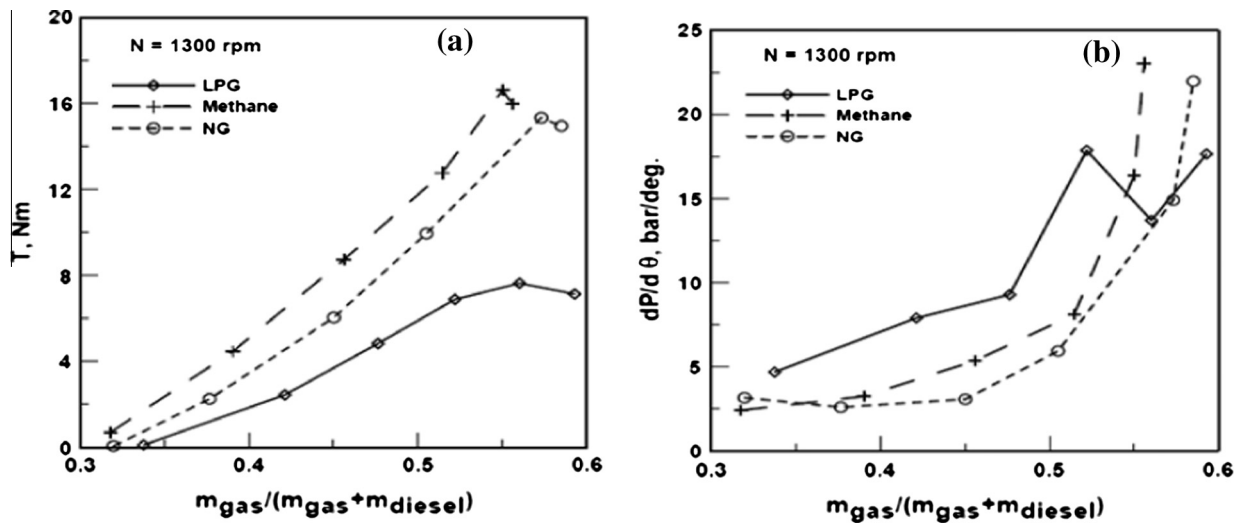 20
16
12
8
4
0
T, Nm
N = 1300 rpm
(a)
LPG
Methane
NG
0.3
0.4
0.5
0.6
mgas/(mgas+mdiesel)
25
20
15
10
5
0
dP/d θ, bar/deg.
N = 1300 rpm
(b)
LPG
Methane
NG
0.3
0.4
0.5
0.6
mgas/(mgas+mdiesel)